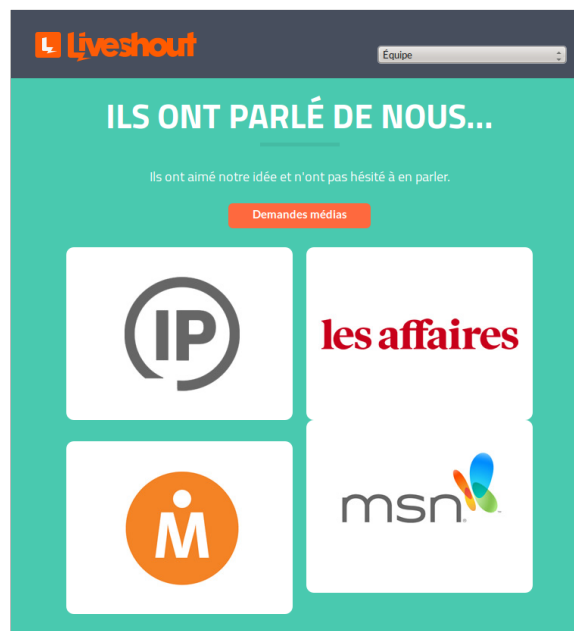 Liveshout
Équipe
ILS ONT PARLÉ DE NOUS...
Ils ont aimé notre idée et n'ont pas hésité à en parler.
Demandes médias
IP
les affaires
M
msn